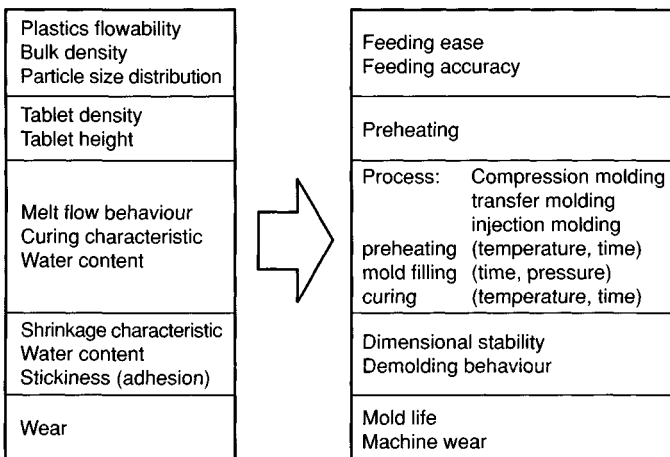 Plastics flowability
Bulk density
Particle size distribution
Tablet density
Tablet height
Melt flow behaviour
Curing characteristic
Water content
Shrinkage characteristic
Water content
Stickiness (adhesion)
Wear
Feeding ease
Feeding accuracy
Preheating
Process: Compression molding
transfer molding
injection molding
preheating (temperature, time)
mold filling (time, pressure)
curing (temperature, time)
Dimensional stability
Demolding behaviour
Mold life
Machine wear